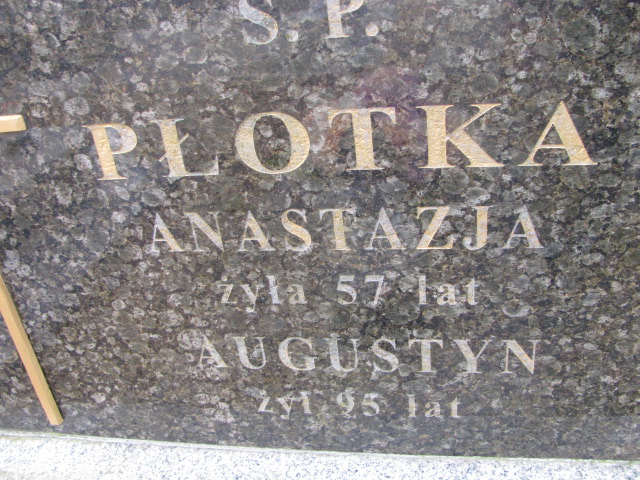 Ś. P.
PŁOTKA
ANASTAZJA
żyła 57 lat
AUGUSTYN
żył 95 lat